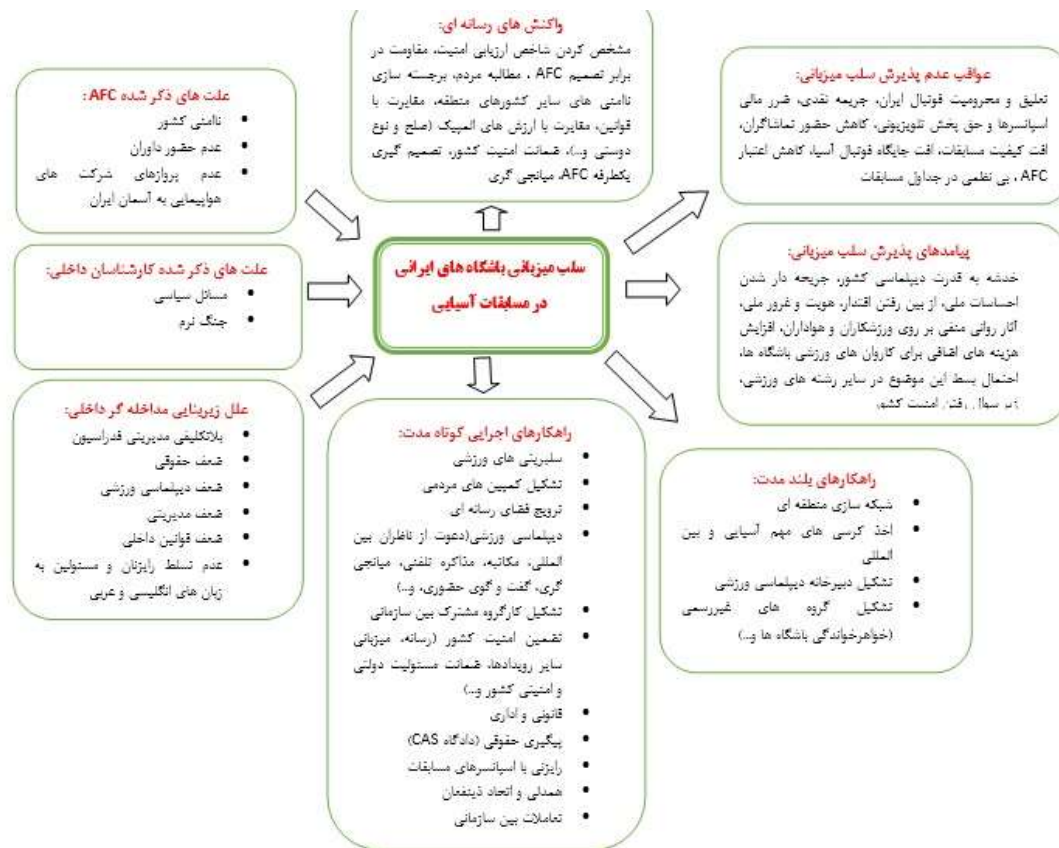 واکنش های رسانه ای:
مشخص کردن شاخص ارزیابی امنیت، مقاومت در
برابر تصمیم AFC ، مطالبه مردم، برجسته سازی
ناامنی های سایر کشورهای منطقه، مقایرت با
قوانین، مقایرت با ارزش های المپیک (صلح و نوع
دوستی و...)، ضمانت امنیت کشور، تصمیم گیری
یکطرفه AFC، میانجی گری
عواقب عدم پذیرش سلب میزبانی:
تعلیق و محرومیت فوتبال ایران، جریمه نقدی، ضرر مالی
اسپانسرها و حق پخش تلویزیونی، کاهش حضور تماشاگران،
افت کیفیت مسابقات، افت جایگاه فوتبال آسیا، کاهش اعتبار
AFC ، بی نظمی در جداول مسابقات
علت های ذکر شده AFC:
• ناامنی کشور
• عدم حضور داوران
• عدم پروازهای شرکت های
هواپیمایی به آسمان ایران
سلب میزبانی باشگاه های ایرانی
در مسابقات آسیایی
پیامدهای پذیرش سلب میزبانی:
خدشه به قدرت دیپلماسی کشور، جریحه دار شدن
احساسات ملی، از بین رفتن اقتدار، هویت و غرور ملی،
آثار روانی منفی بر روی ورزشکاران و هواداران، افزایش
هزینه های اضافی برای کاروان های ورزشی باشگاه ها،
احتمال بسط این موضوع در سایر رشته های ورزشی،
زیر سوال رفتن امنیت کشور
علت های ذکر شده کارشناسان داخلی:
• مسائل سیاسی
• جنگ نرم
علل زیربنایی مداخله گر داخلی:
• بلاتکلیفی مدیریتی فدراسیون
• ضعف حقوقی
• ضعف دیپلماسی ورزشی
• ضعف مدیریتی
• ضعف قوانین داخلی
• عدم تسلط رایزنان و مسئولین به
زبان های انگلیسی و عربی
راهکارهای اجرایی کوتاه مدت:
• سلبریتی های ورزشی
• تشکیل کمپین های مردمی
• ترویج فضای رسانه ای
• دیپلماسی ورزشی(دعوت از ناظران بین
المللی، مکاتبه، مذاکره تلفنی، میانجی
گری، گفت و گوی حضوری، و...)
• تشکیل کارگروه مشترک بین سازمانی
• تضمین امنیت کشور (رسانه، میزبانی
سایر رویدادها، ضمانت مسئولیت دولتی
و امنیتی کشور و...)
• قانونی و اداری
• پیگیری حقوقی (دادگاه CAS)
• رایزنی با اسپانسرهای مسابقات
• همدلی و اتحاد ذینفعان
• تعاملات بین سازمانی
راهکارهای بلند مدت:
• شبکه سازی منطقه ای
• اخذ کرسی های مهم آسیایی و بین
المللی
• تشکیل دبیرخانه دیپلماسی ورزشی
• تشکیل گروه های غیررسمی
(خواهرخواندگی باشگاه ها و...)